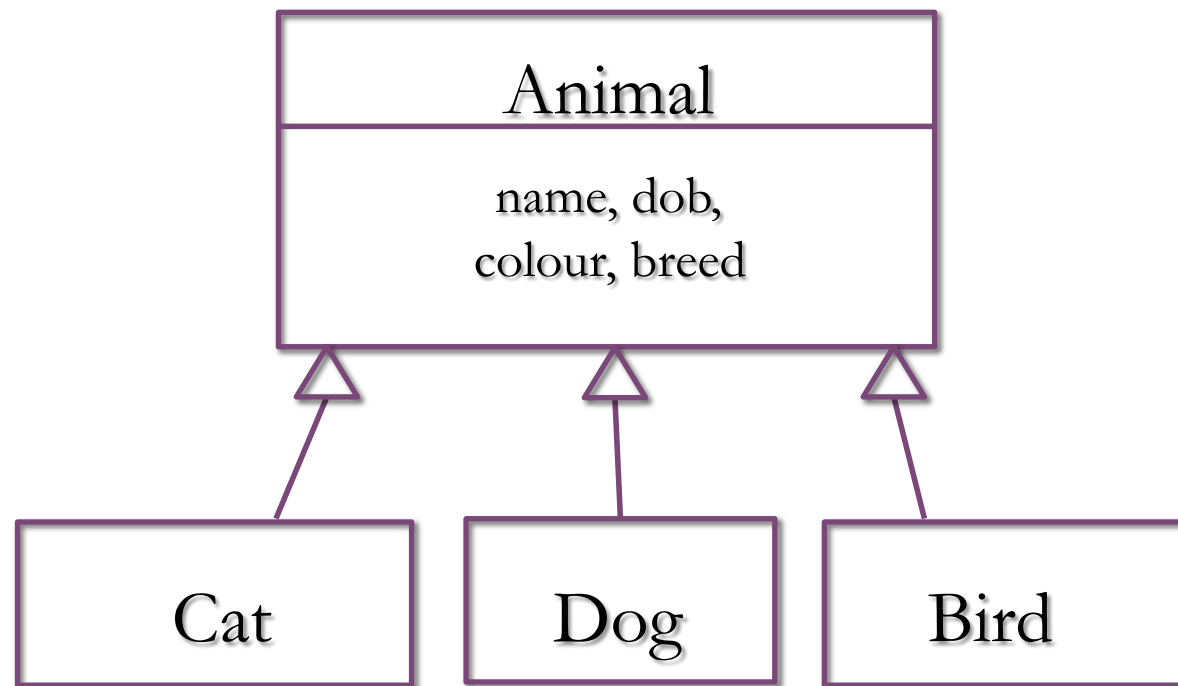 Animal
name, dob,
colour, breed
Cat
Dog
Bird